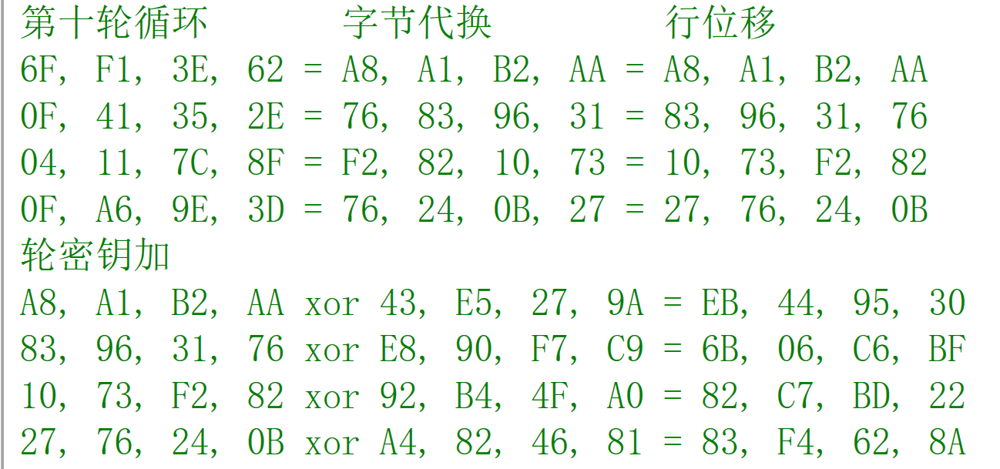 第十轮循环 字节代换 行位移
6F, F1, 3E, 62 = A8, A1, B2, AA = A8, A1, B2, AA
0F, 41, 35, 2E = 76, 83, 96, 31 = 83, 96, 31, 76
04, 11, 7C, 8F = F2, 82, 10, 73 = 10, 73, F2, 82
0F, A6, 9E, 3D = 76, 24, 0B, 27 = 27, 76, 24, 0B
轮密钥加
A8, A1, B2, AA xor 43, E5, 27, 9A = EB, 44, 95, 30
83, 96, 31, 76 xor E8, 90, F7, C9 = 6B, 06, C6, BF
10, 73, F2, 82 xor 92, B4, 4F, A0 = 82, C7, BD, 22
27, 76, 24, 0B xor A4, 82, 46, 81 = 83, F4, 62, 8A